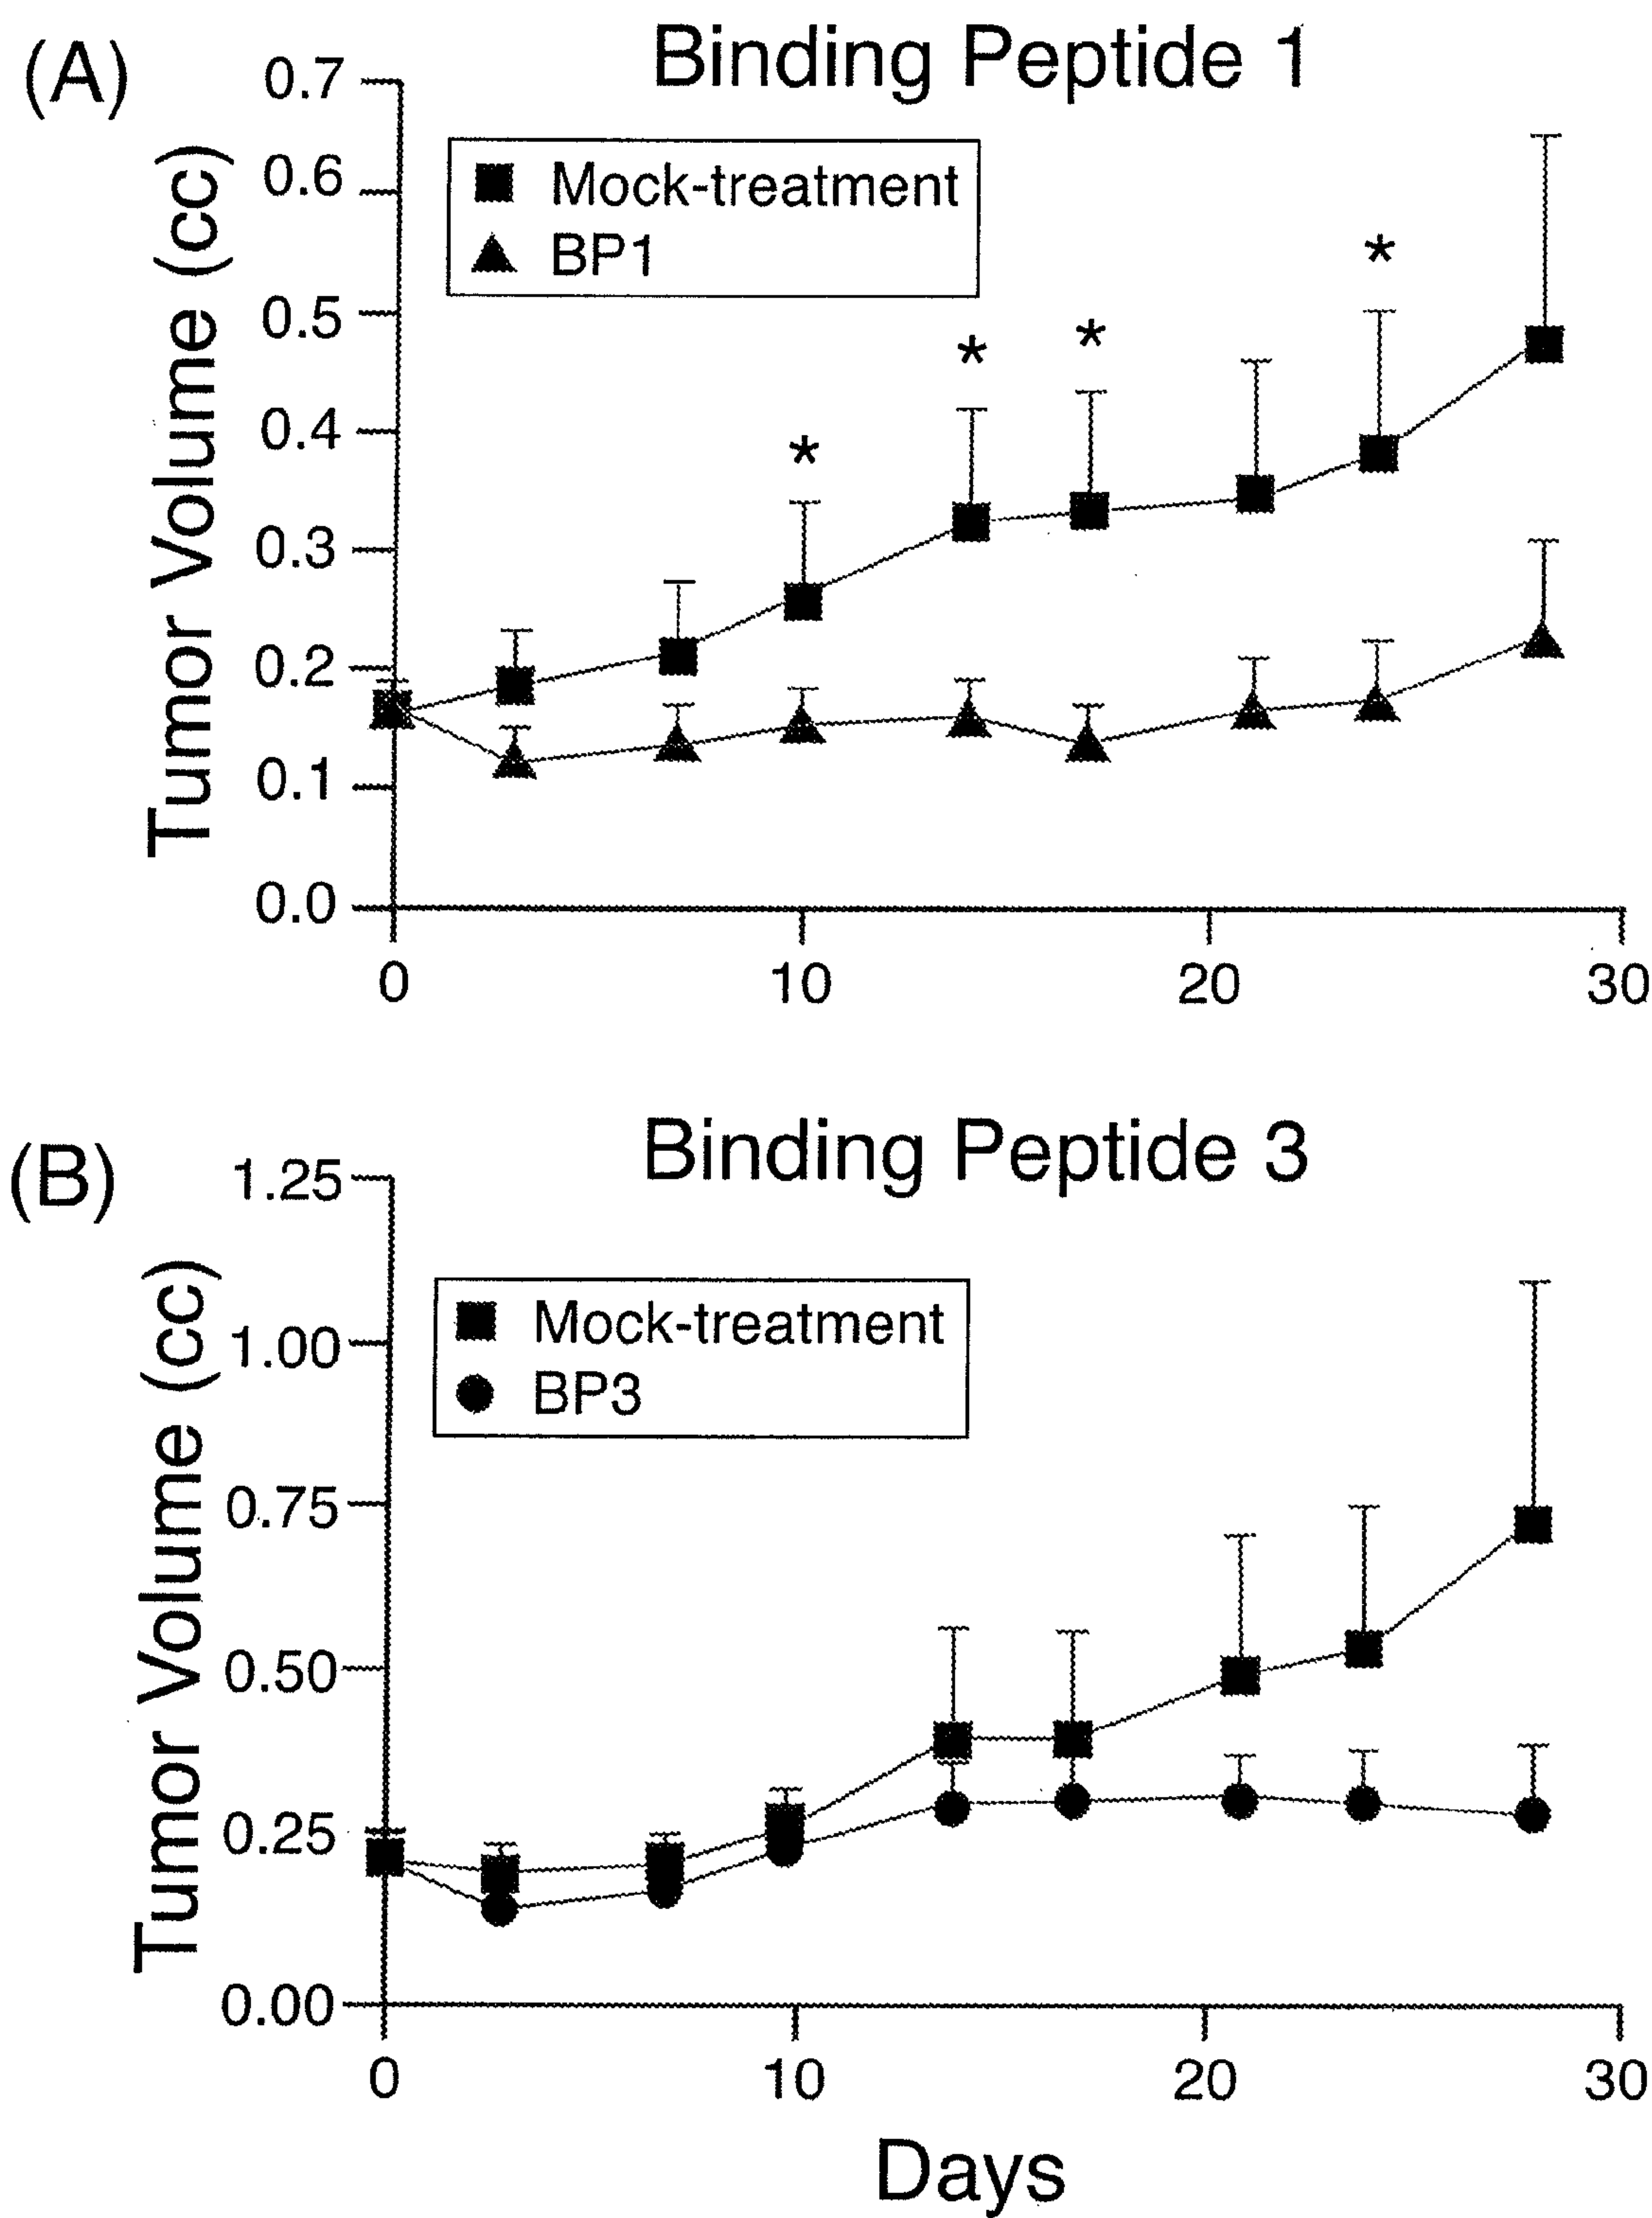 (A)
Binding Peptide 1
Tumor Volume (cc)
0.7
0.6
0.5
0.4
0.3
0.2
0.1
0.0
Mock-treatment
BP1
*
*
*
*
0
10
20
30
(B)
Binding Peptide 3
Tumor Volume (cc)
1.25
1.00
0.75
0.50
0.25
0.00
Mock-treatment
BP3
0
10
20
30
Days